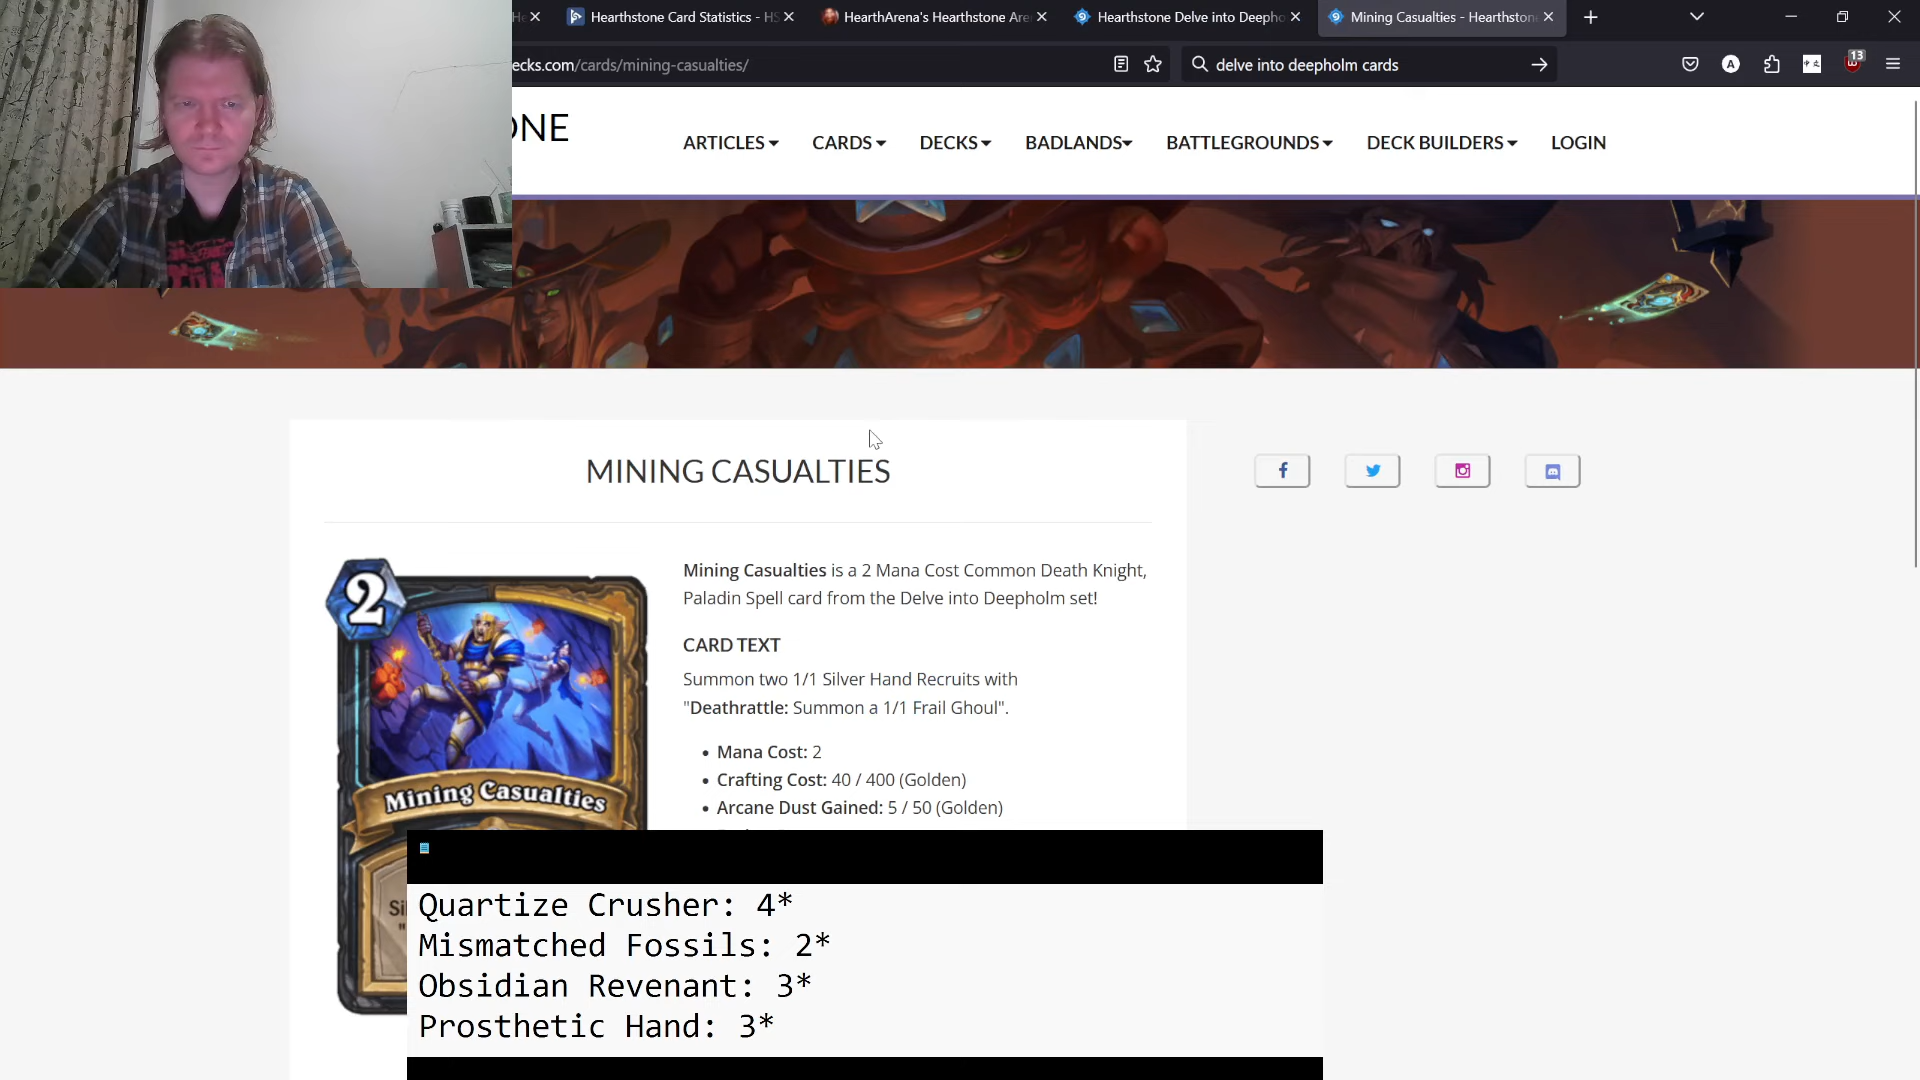 Hearthstone Card Statistics - HS
HearthArena's Hearthstone Are
Hearthstone Delve into Deepho
Mining Casualties - Hearthstone
ecks.com/cards/mining-casualties/
delve into deepholm cards
A
13
ONE
ARTICLES
CARDS
DECKS
BADLANDS
BATTLEGROUNDS
DECK BUILDERS
LOGIN
MINING CASUALTIES
2
Mining Casualties is a 2 Mana Cost Common Death Knight,
Paladin Spell card from the Delve into Deepholm set!
CARD TEXT
Summon two 1/1 Silver Hand Recruits with
"Deathrattle: Summon a 1/1 Frail Ghoul".
• Mana Cost: 2
• Crafting Cost: 40 / 400 (Golden)
• Arcane Dust Gained: 5 / 50 (Golden)
Mining Casualties
Sil
"
Quartize Crusher: 4*
Mismatched Fossils: 2*
Obsidian Revenant: 3*
Prosthetic Hand: 3*